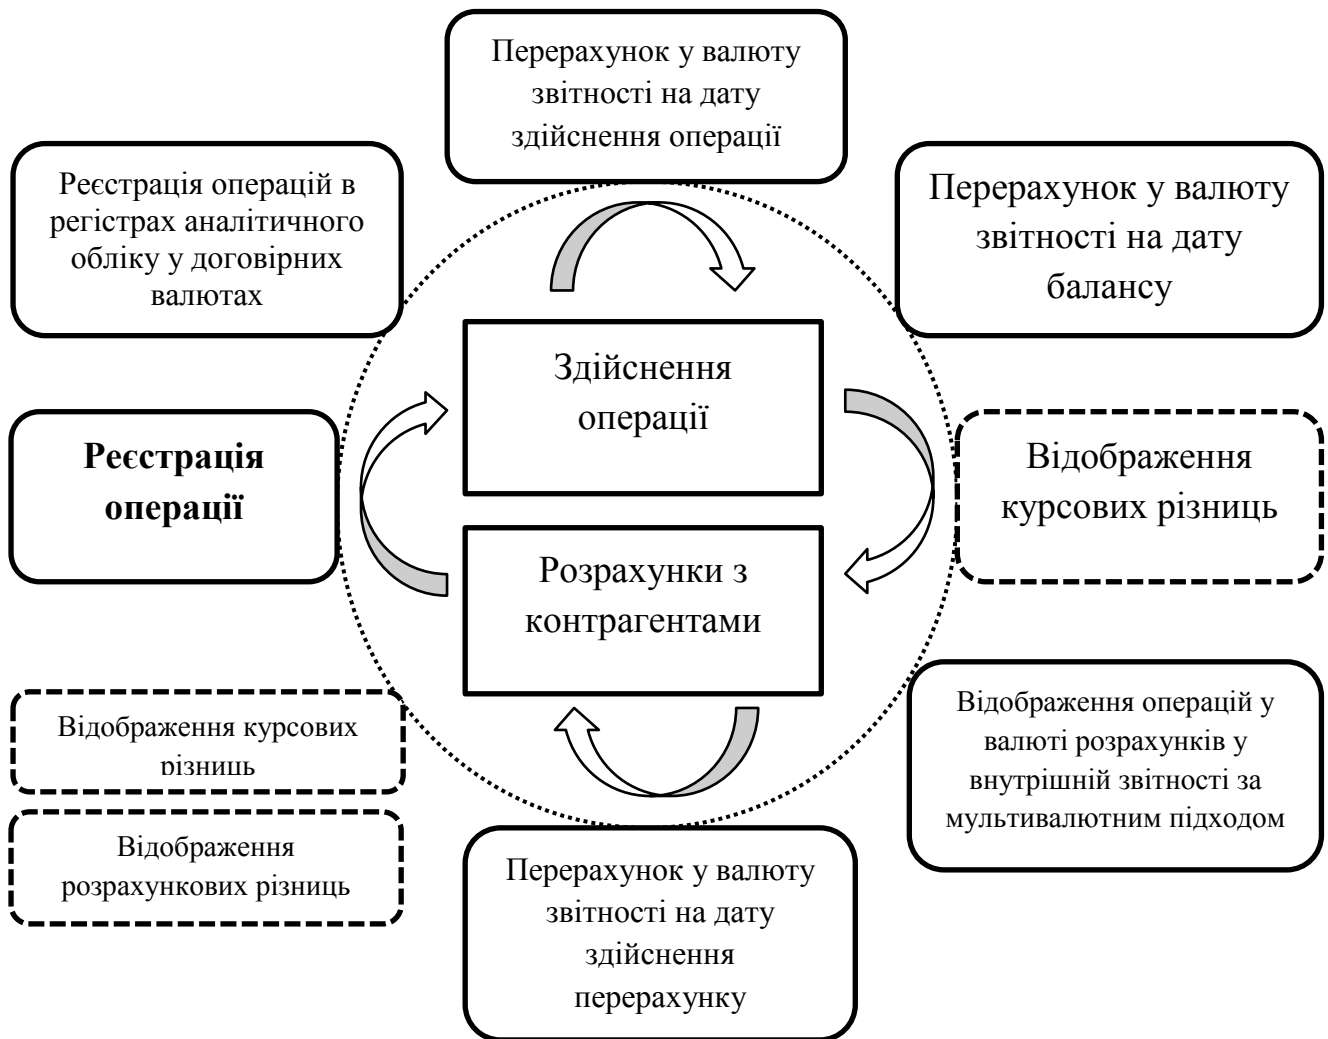 Перерахунок у валюту
звітності на дату
здійснення операції
Реєстрація операцій в
регістрах аналітичного
обліку у договірних
валютах
Перерахунок у валюту
звітності на дату
балансу
Здійснення
операції
Реєстрація
операції
Відображення
курсових різниць
Розрахунки з
контрагентами
Відображення курсових
різниць
Відображення операцій у
валюті розрахунків у
внутрішній звітності за
мультивалютним підходом
Відображення
розрахункових різниць
Перерахунок у валюту
звітності на дату
здійснення
перерахунку